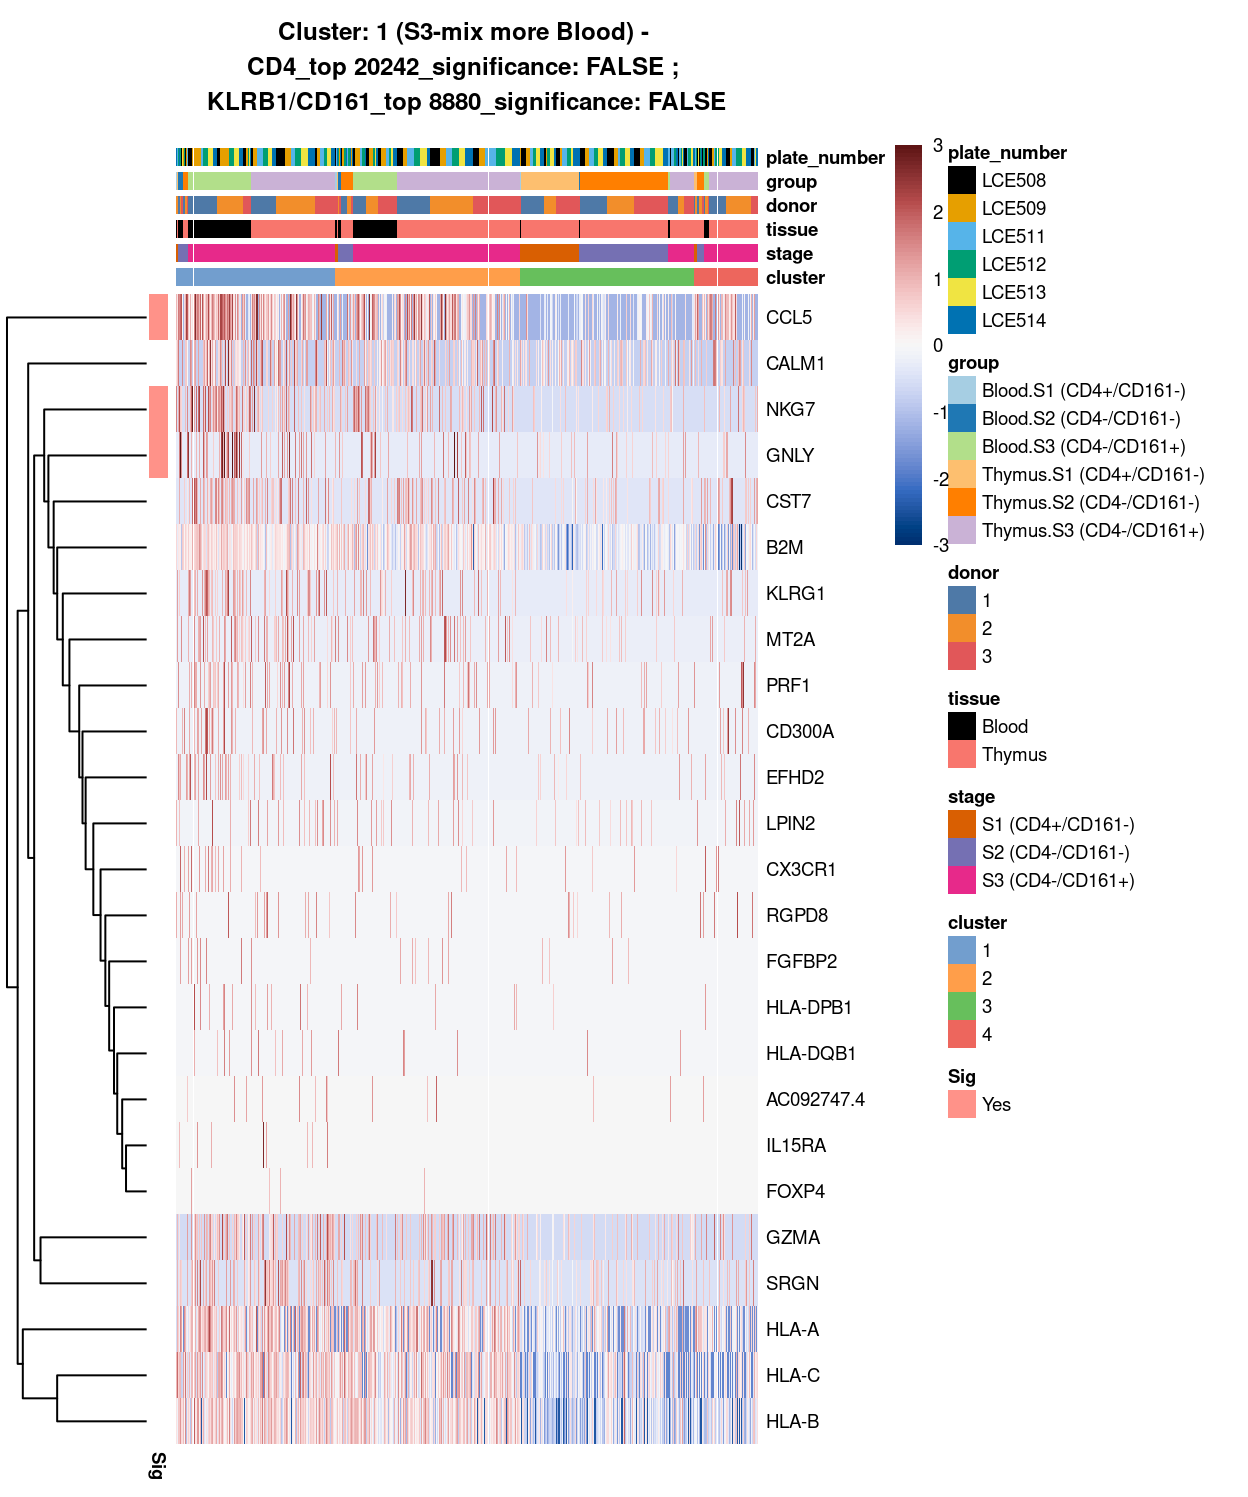 Cluster: 1 (S3-mix more Blood) -
CD4_top 20242_significance: FALSE ;
KLRB1/CD161_top 8880_significance: FALSE
plate_number
group
donor
tissue
stage
cluster
CCL5
CALM1
NKG7
GNLY
CST7
B2M
KLRG1
MT2A
PRF1
CD300A
EFHD2
LPIN2
CX3CR1
RGPD8
FGFBP2
HLA-DPB1
HLA-DQB1
AC092747.4
IL15RA
FOXP4
GZMA
SRGN
HLA-A
HLA-C
HLA-B
Sig
3
2
1
0
-1
-2
-3
plate_number
LCE508
LCE509
LCE511
LCE512
LCE513
LCE514
group
Blood.S1 (CD4+/CD161-)
Blood.S2 (CD4-/CD161-)
Blood.S3 (CD4-/CD161+)
Thymus.S1 (CD4+/CD161-)
Thymus.S2 (CD4-/CD161-)
Thymus.S3 (CD4-/CD161+)
donor
1
2
3
tissue
Blood
Thymus
stage
S1 (CD4+/CD161-)
S2 (CD4-/CD161-)
S3 (CD4-/CD161+)
cluster
1
2
3
4
Sig
Yes